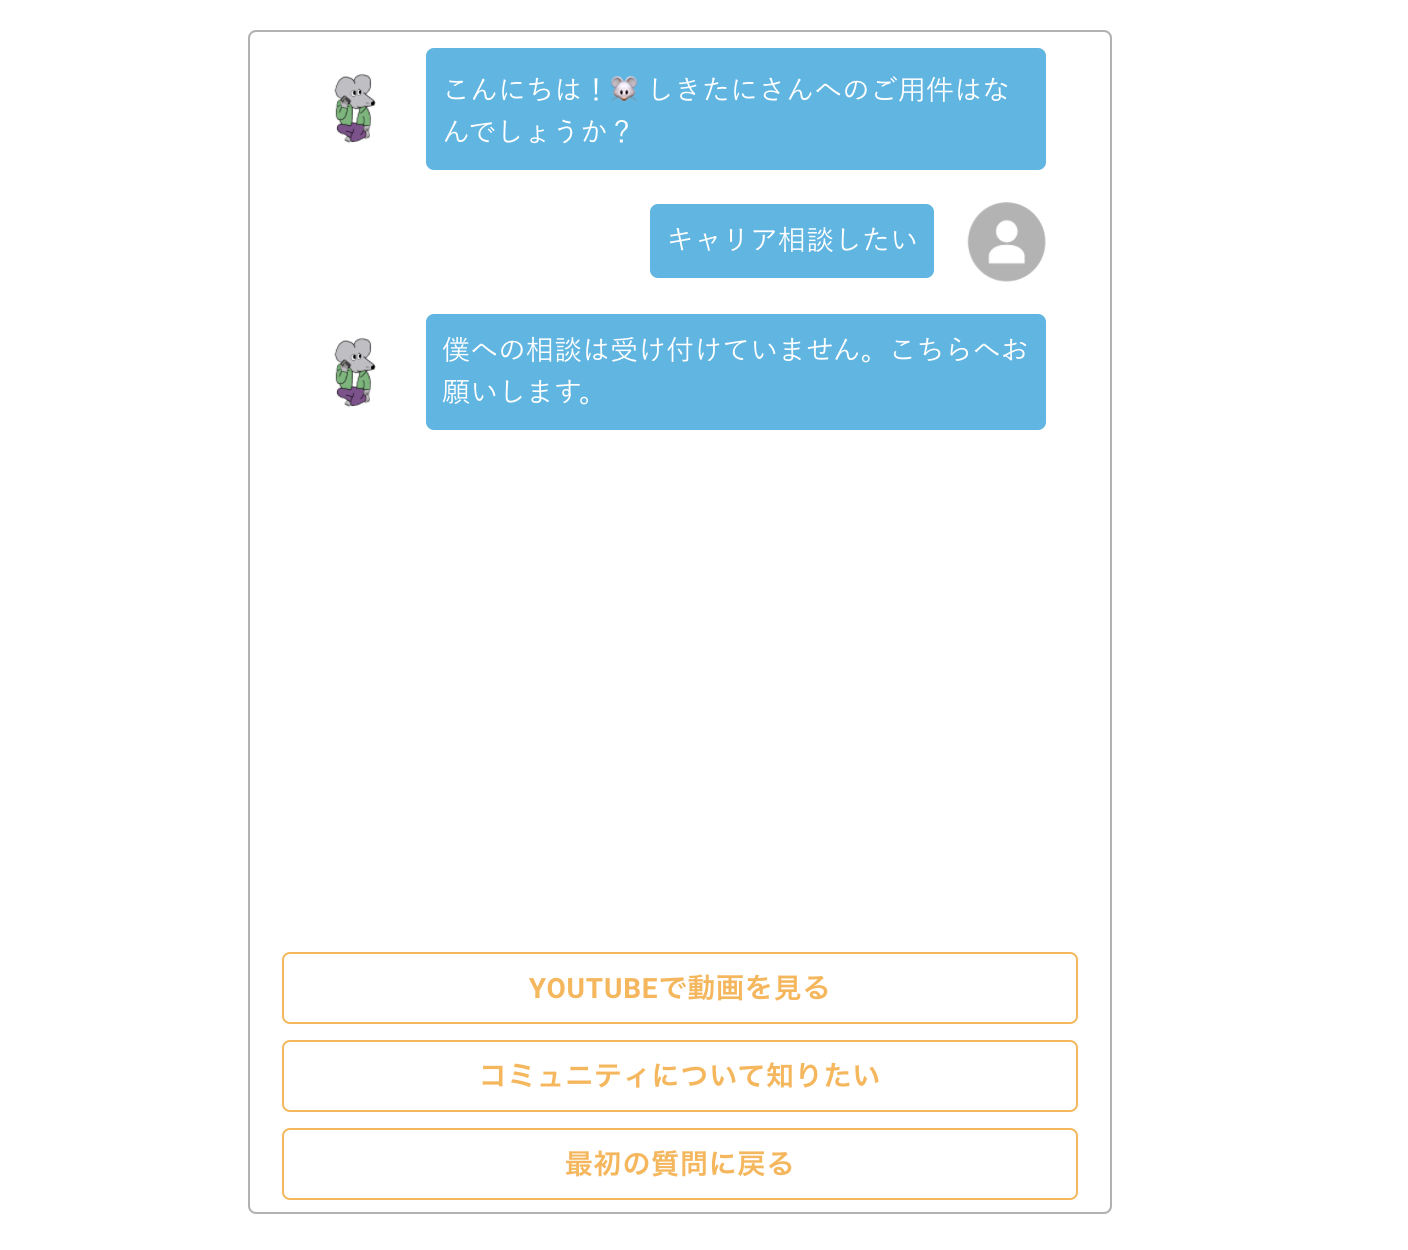 こんにちは！🐭 しきたにさんへのご用件はな
んでしょうか？
キャリア相談したい
僕への相談は受け付けていません。こちらへお
願いします。
YOUTUBEで動画を見る
コミュニティについて知りたい
最初の質問に戻る